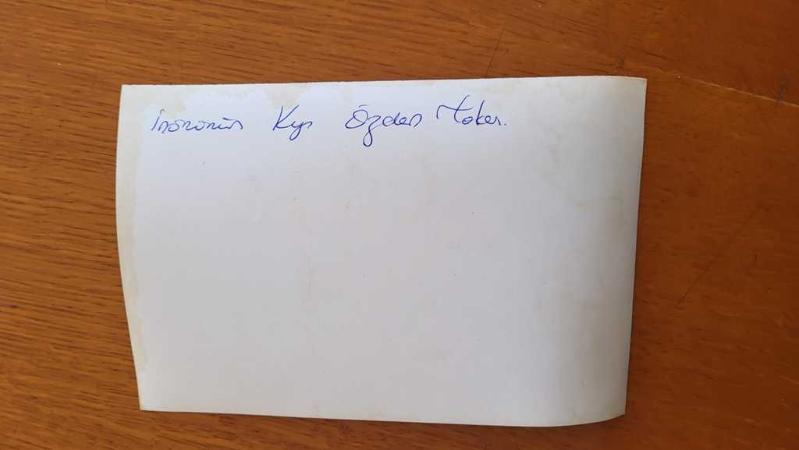 İnönünün Kızı Özden Toker.